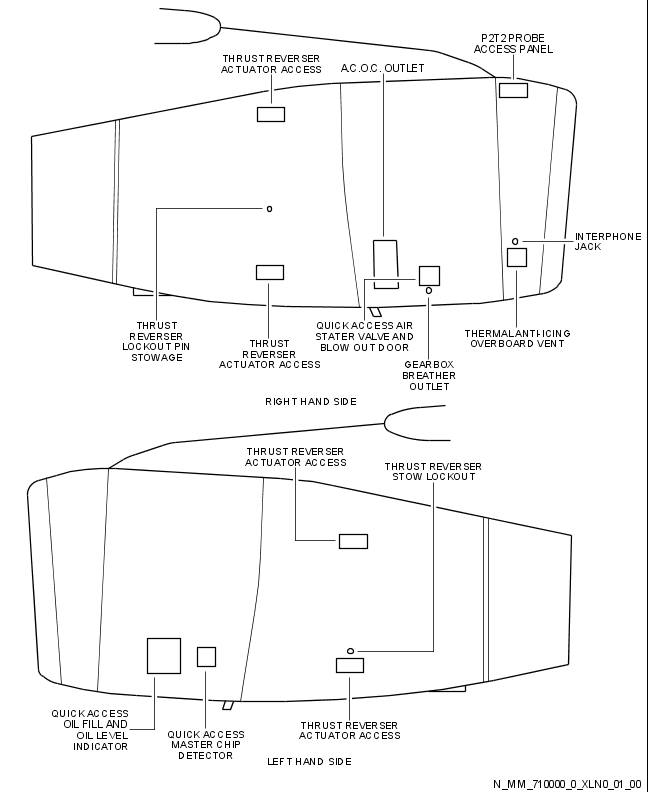 P2T2 PROBE
ACCESS PANEL
THRUST REVERSER
ACTUATOR ACCESS
A.C.O.C. OUTLET
INTERPHONE
JACK
THRUST
REVERSER
LOCKOUT PIN
STOWAGE
THRUST
REVERSER
ACTUATOR ACCESS
QUICK ACCESS AIR
STATER VALVE AND
BLOW OUT DOOR
THERMAL ANTI-ICING
OVERBOARD VENT
GEARBOX
BREATHER
OUTLET
RIGHT HAND SIDE
THRUST REVERSER
ACTUATOR ACCESS
THRUST REVERSER
STOW LOCKOUT
QUICK ACCESS
OIL FILL AND
OIL LEVEL
INDICATOR
QUICK ACCESS
MASTER CHIP
DETECTOR
THRUST REVERSER
ACTUATOR ACCESS
LEFT HAND SIDE
N_MM_710000_0_XLN0_01_00